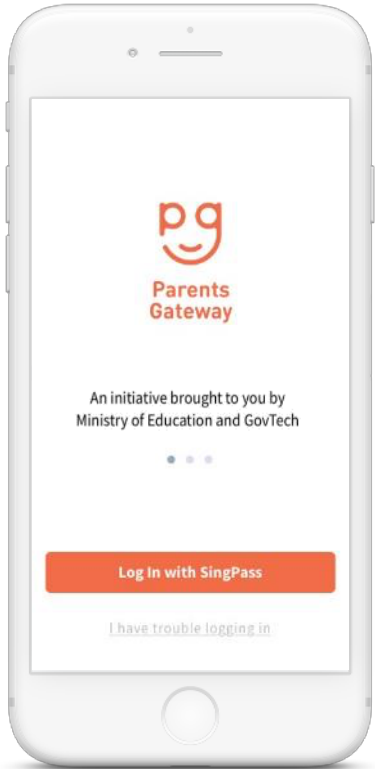 pg
Parents
Gateway
An initiative brought to you by
Ministry of Education and GovTech
Log In with SingPass
I have trouble logging in